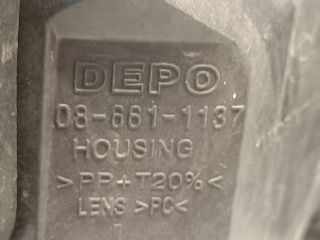 DEPO
08-661-1137
HOUSING
>PP+T20%<
LENS >PC<